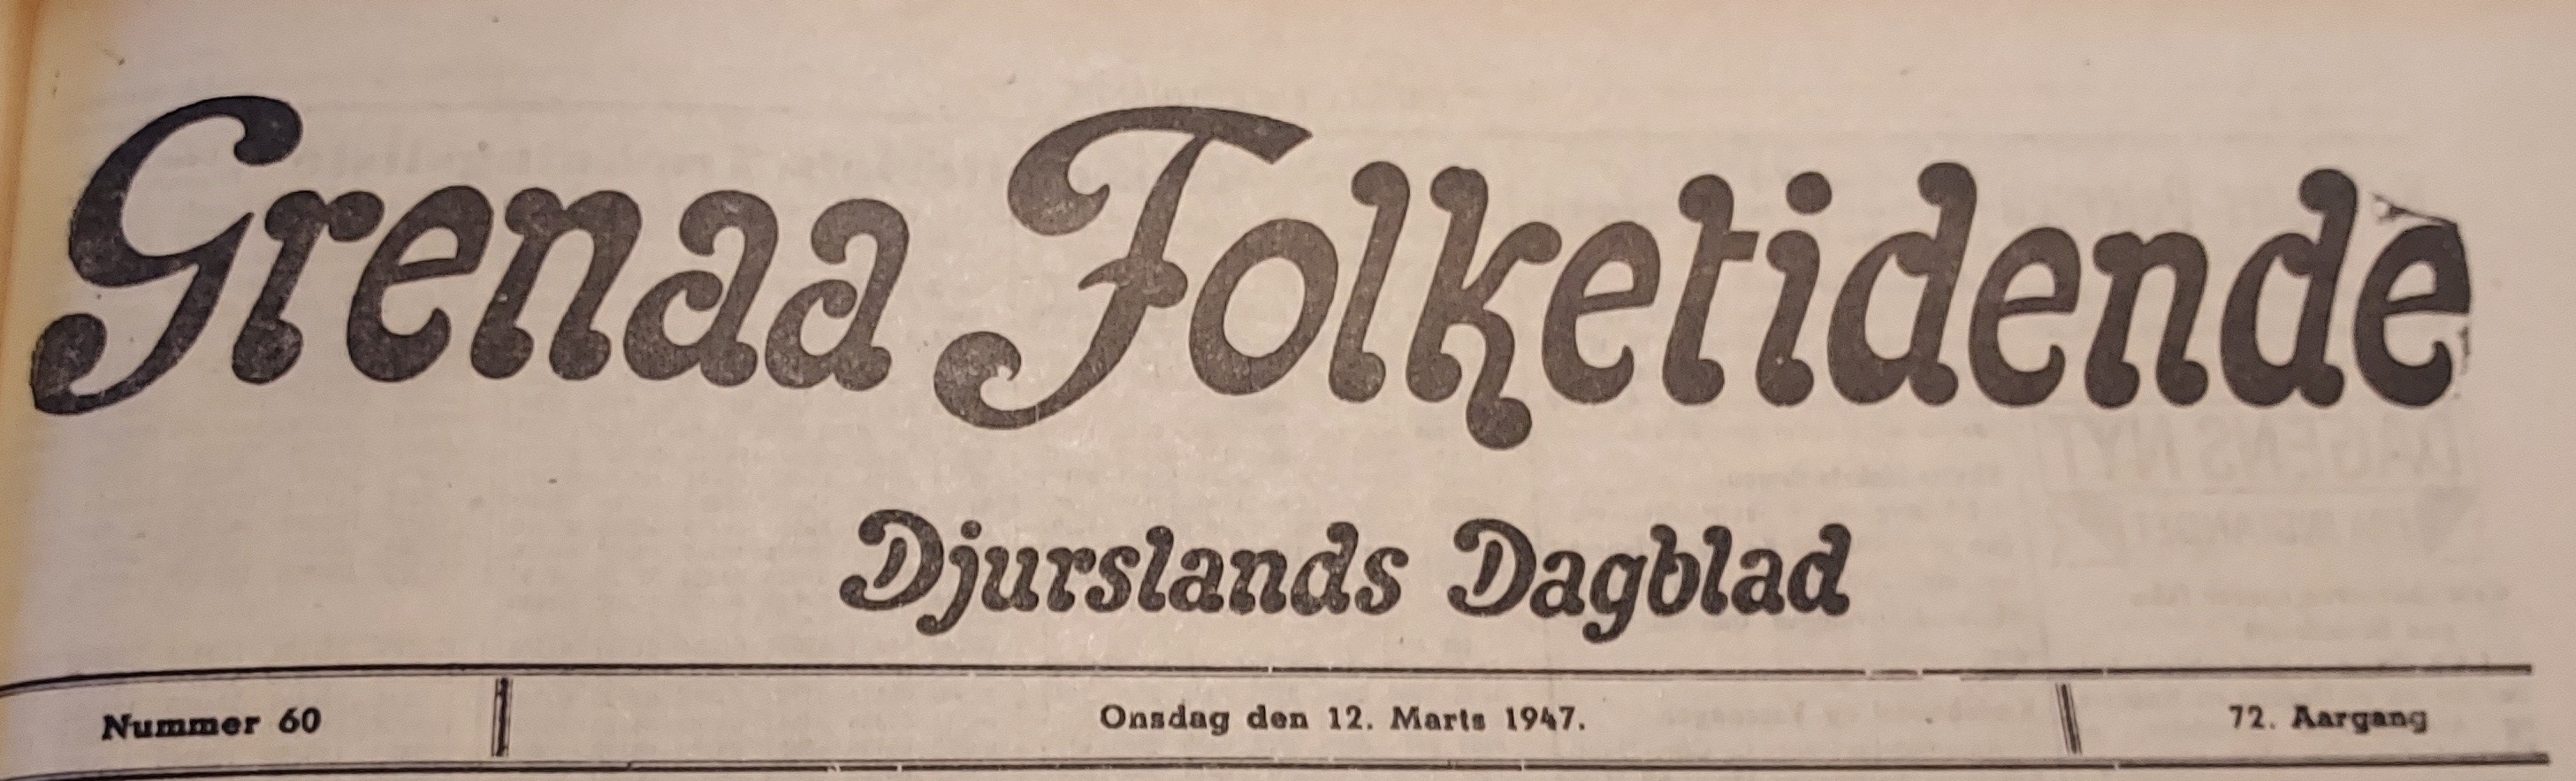 Grenaa Folketidende
Djurslands Dagblad
Nummer 60
Onsdag den 12. Marts 1947.
72. Aargang